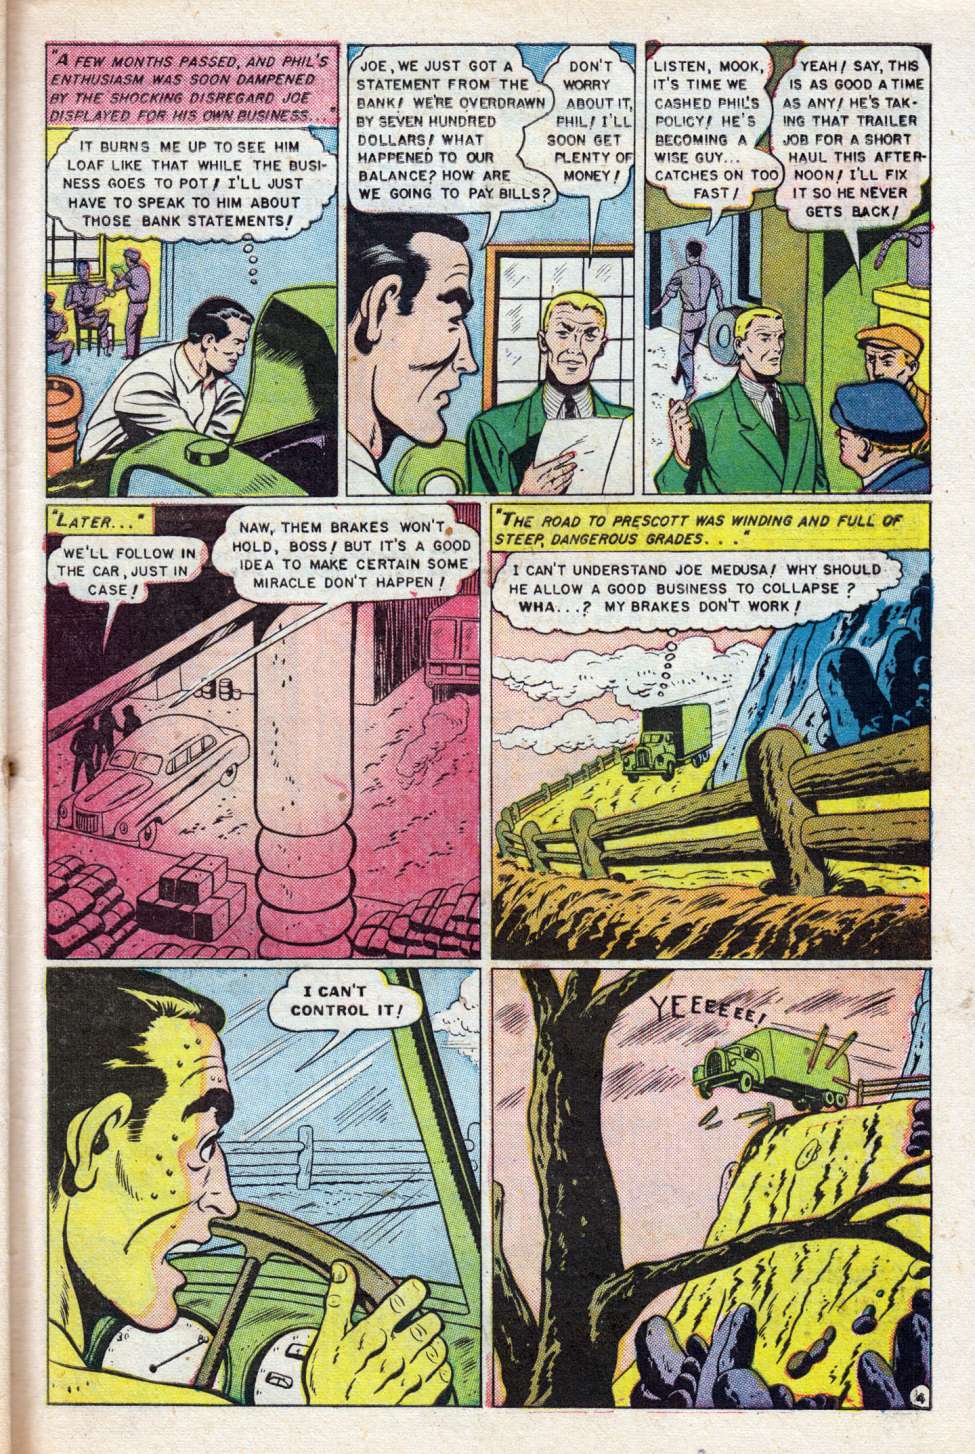 "A FEW MONTHS PASSED, AND PHIL'S
ENTHUSIASM WAS SOON DAMPENED
BY THE SHOCKING DISREGARD JOE
DISPLAYED FOR HIS OWN BUSINESS..."
IT BURNS ME UP TO SEE HIM
LOAF LIKE THAT WHILE THE BUSI-
NESS GOES TO POT! I'LL JUST
HAVE TO SPEAK TO HIM ABOUT
THOSE BANK STATEMENTS!
JOE, WE JUST GOT A
STATEMENT FROM THE
BANK! WE'RE OVERDRAWN
BY SEVEN HUNDRED
DOLLARS! WHAT
HAPPENED TO OUR
BALANCE? HOW ARE
WE GOING TO PAY BILLS?
DON'T
WORRY
ABOUT IT,
PHIL! I'LL
SOON GET
PLENTY OF
MONEY!
LISTEN, MOOK,
IT'S TIME WE
CASHED PHIL'S
POLICY! HE'S
BECOMING A
WISE GUY...
CATCHES ON TOO
FAST!
YEAH! SAY, THIS
IS AS GOOD A TIME
AS ANY! HE'S TAK-
ING THAT TRAILER
JOB FOR A SHORT
HAUL THIS AFTER-
NOON! I'LL FIX
IT SO HE NEVER
GETS BACK!
"LATER..."
WE'LL FOLLOW IN
THE CAR, JUST IN
CASE!
NAW, THEM BRAKES WON'T
HOLD, BOSS! BUT IT'S A GOOD
IDEA TO MAKE CERTAIN SOME
MIRACLE DON'T HAPPEN!
"THE ROAD TO PRESCOTT WAS WINDING AND FULL OF
STEEP, DANGEROUS GRADES..."
I CAN'T UNDERSTAND JOE MEDUSA! WHY SHOULD
HE ALLOW A GOOD BUSINESS TO COLLAPSE?
WHA...? MY BRAKES DON'T WORK!
I CAN'T
CONTROL IT!
YEEEEEE!
4